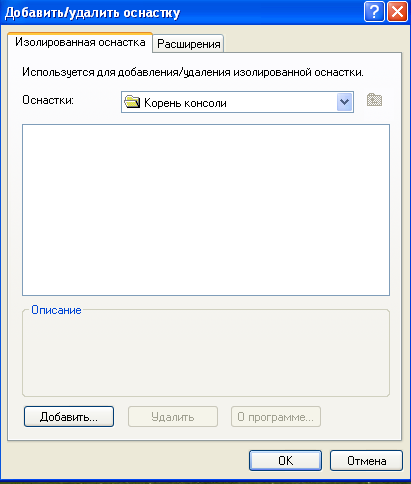 Добавить/удалить оснастку
Изолированная оснастка Расширения
Используется для добавления/удаления изолированной оснастки.
Оснастки: Корень консоли
Описание
Добавить... Удалить О программе...
OK Отмена